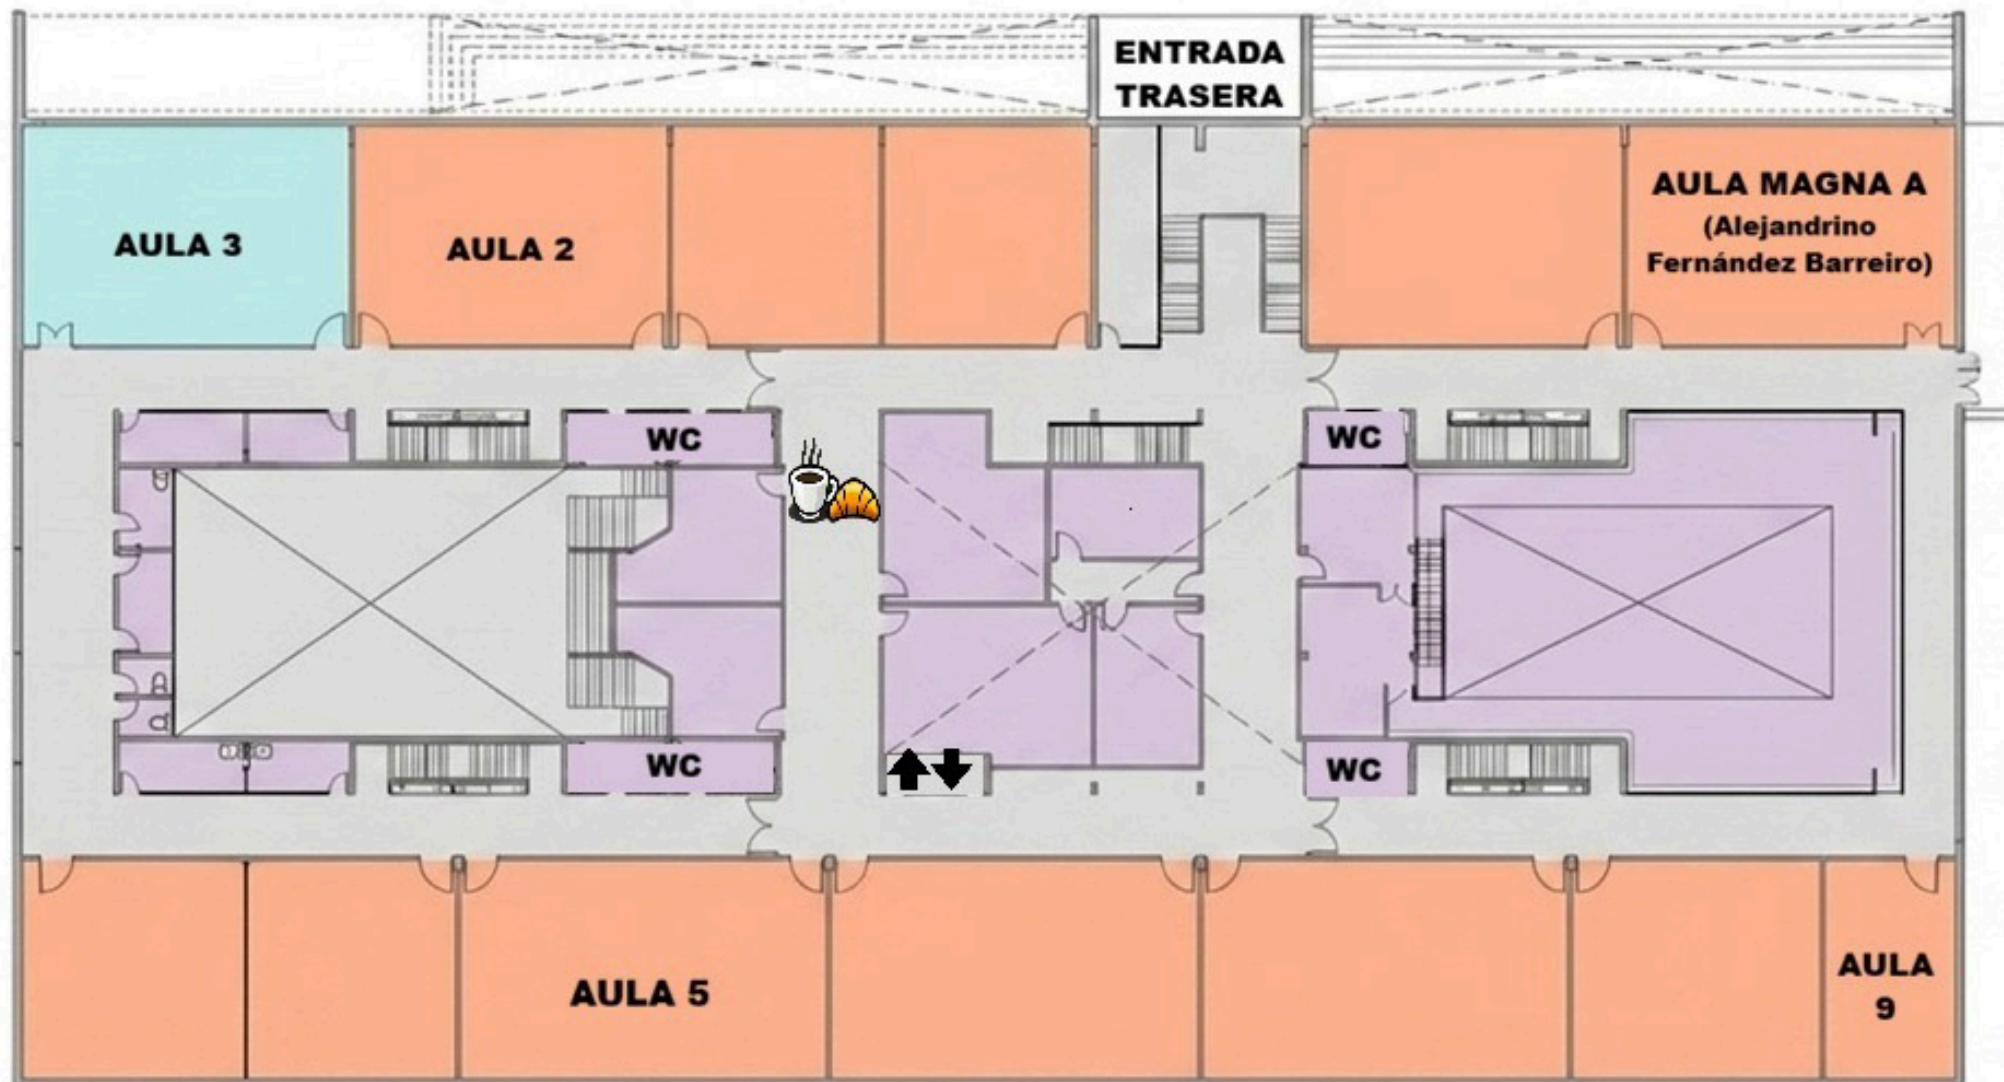 ENTRADA
TRASERA
AULA 3
AULA 2
AULA MAGNA A
(Alejandrino
Fernández Barreiro)
WC
WC
WC
WC
AULA 5
AULA
9